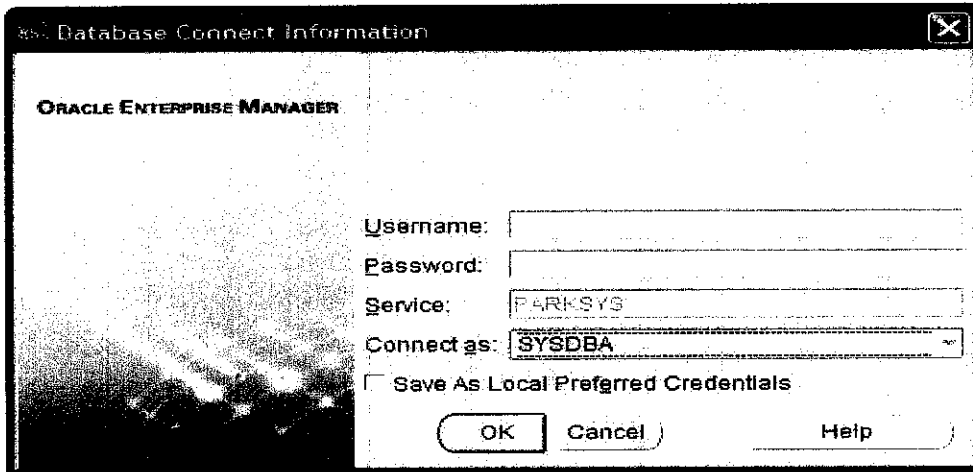 Database Connect Information
ORACLE ENTERPRISE MANAGER
Username:
Password:
Service: PARKSYS
Connect as: SYSDBA
Save As Local Preferred Credentials
OK Cancel Help